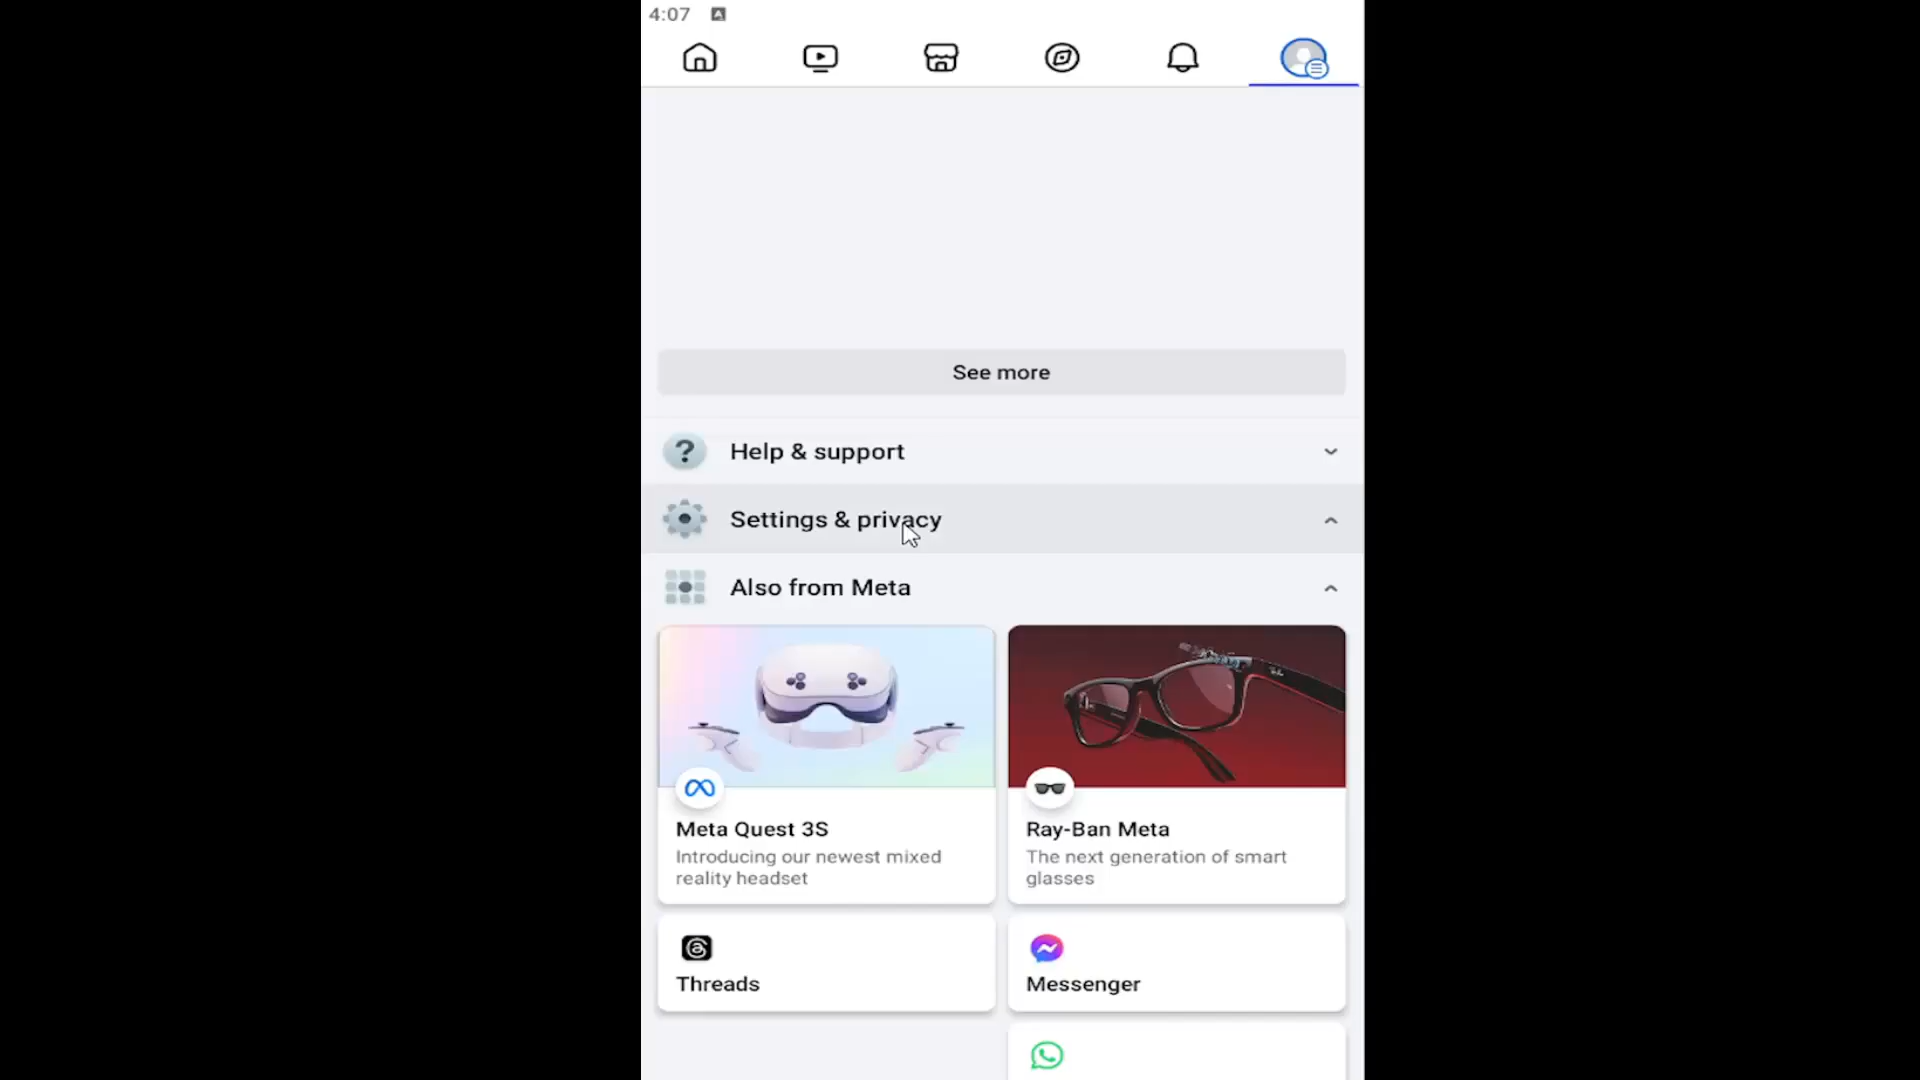 4:07
See more
Help & support
Settings & privacy
Also from Meta
Meta Quest 3S
Introducing our newest mixed
reality headset
Ray-Ban Meta
The next generation of smart
glasses
Threads
Messenger